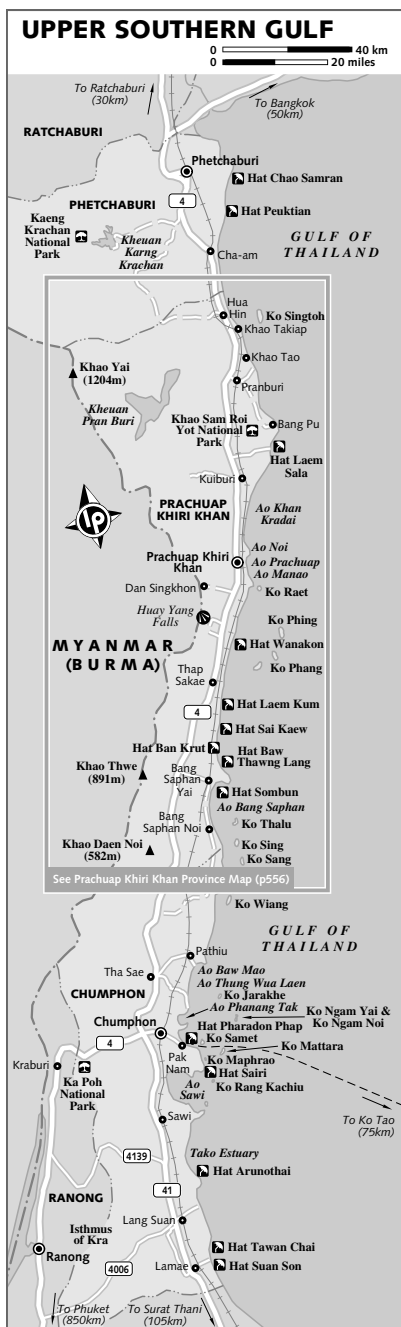 UPPER SOUTHERN GULF
0 40 km
0 20 miles
To Ratchaburi
(30km)
To Bangkok
(50km)
RATCHABURI
Phetchaburi
Hat Chao Samran
PHETCHABURI
4
Hat Peuktian
Kaeng
Krachan
National
Park
Kheuan
Karng
Krachan
GULF OF
THAILAND
Cha-am
Hua
Hin
Ko Singtoh
Khao Takiap
Khao Tao
Khao Yai
(1204m)
Pranburi
Kheuan
Pran Buri
Khao Sam Roi
Yot National
Park
Bang Pu
Hat Laem
Sala
Kuiburi
PRACHUAP
KHIRI KHAN
Ao Khan
Kradai
lp
Ao Noi
Prachuap Khiri
Khan
Ao Prachuap
Ao Manao
Dan Singkhon
Ko Raet
Huay Yang
Falls
Ko Phing
MYANMAR
(BURMA)
Hat Wanakon
Ko Phang
Thap
Sakae
Hat Laem Kum
4
Hat Sai Kaew
Hat Ban Krut
Hat Baw
Thawng Lang
Khao Thwe
(891m)
Bang
Saphan
Yai
Hat Sombun
Ao Bang Saphan
Bang
Saphan Noi
Ko Thalu
Khao Daen Noi
(582m)
Ko Sing
Ko Sang
See Prachuap Khiri Khan Province Map (p556)
Ko Wiang
GULF OF
THAILAND
Pathiu
Tha Sae
Ao Baw Mao
Ao Thung Wua Laen
CHUMPHON
Ko Jarakhe
Ao Phanang Tak
Ko Ngam Yai &
Ko Ngam Noi
Chumphon
Hat Pharadon Phap
Ko Samet
Ko Mattara
4
Pak
Nam
Ko Maphrao
Kraburi
Hat Sairi
Ka Poh
National
Park
Ao
Sawi
Ko Rang Kachiu
Sawi
To Ko Tao
(75km)
4139
Tako Estuary
Hat Arunothai
41
RANONG
Isthmus
of Kra
Lang Suan
Ranong
Hat Tawan Chai
4006
Lamae
Hat Suan Son
To Phuket
(850km)
To Surat Thani
(105km)